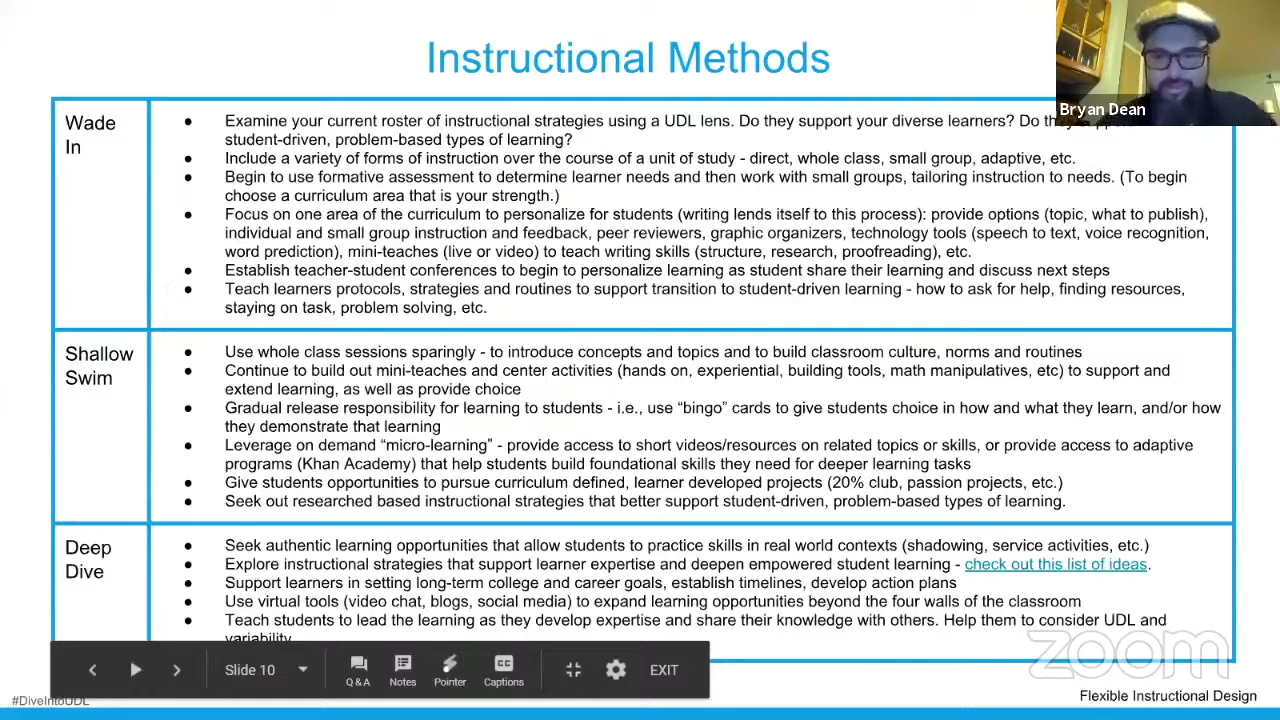 Instructional Methods
Bryan Dean
Wade
In
● Examine your current roster of instructional strategies using a UDL lens. Do they support your diverse learners? Do they
student-driven, problem-based types of learning?
● Include a variety of forms of instruction over the course of a unit of study - direct, whole class, small group, adaptive, etc.
● Begin to use formative assessment to determine learner needs and then work with small groups, tailoring instruction to needs. (To begin
choose a curriculum area that is your strength.)
● Focus on one area of the curriculum to personalize for students (writing lends itself to this process): provide options (topic, what to publish),
individual and small group instruction and feedback, peer reviewers, graphic organizers, technology tools (speech to text, voice recognition,
word prediction), mini-teaches (live or video) to teach writing skills (structure, research, proofreading), etc.
● Establish teacher-student conferences to begin to personalize learning as student share their learning and discuss next steps
● Teach learners protocols, strategies and routines to support transition to student-driven learning - how to ask for help, finding resources,
staying on task, problem solving, etc.
Shallow
Swim
● Use whole class sessions sparingly - to introduce concepts and topics and to build classroom culture, norms and routines
● Continue to build out mini-teaches and center activities (hands on, experiential, building tools, math manipulatives, etc) to support and
extend learning, as well as provide choice
● Gradual release responsibility for learning to students - i.e., use “bingo” cards to give students choice in how and what they learn, and/or how
they demonstrate that learning
● Leverage on demand “micro-learning” - provide access to short videos/resources on related topics or skills, or provide access to adaptive
programs (Khan Academy) that help students build foundational skills they need for deeper learning tasks
● Give students opportunities to pursue curriculum defined, learner developed projects (20% club, passion projects, etc.)
● Seek out researched based instructional strategies that better support student-driven, problem-based types of learning.
Deep
Dive
● Seek authentic learning opportunities that allow students to practice skills in real world contexts (shadowing, service activities, etc.)
● Explore instructional strategies that support learner expertise and deepen empowered student learning - check out this list of ideas.
● Support learners in setting long-term college and career goals, establish timelines, develop action plans
● Use virtual tools (video chat, blogs, social media) to expand learning opportunities beyond the four walls of the classroom
● Teach students to lead the learning as they develop expertise and share their knowledge with others. Help them to consider UDL and
variability
zoom
Slide 10
Q & A
Notes
Pointer
CC
Captions
EXIT
#DiveIntoUDL
Flexible Instructional Design